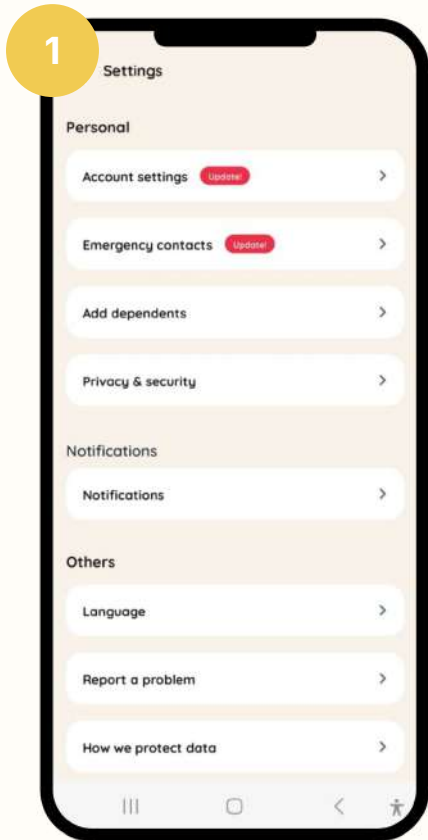 1
Settings
Personal
Account settings Update!
Emergency contacts Update!
Add dependents
Privacy & security
Notifications
Notifications
Others
Language
Report a problem
How we protect data